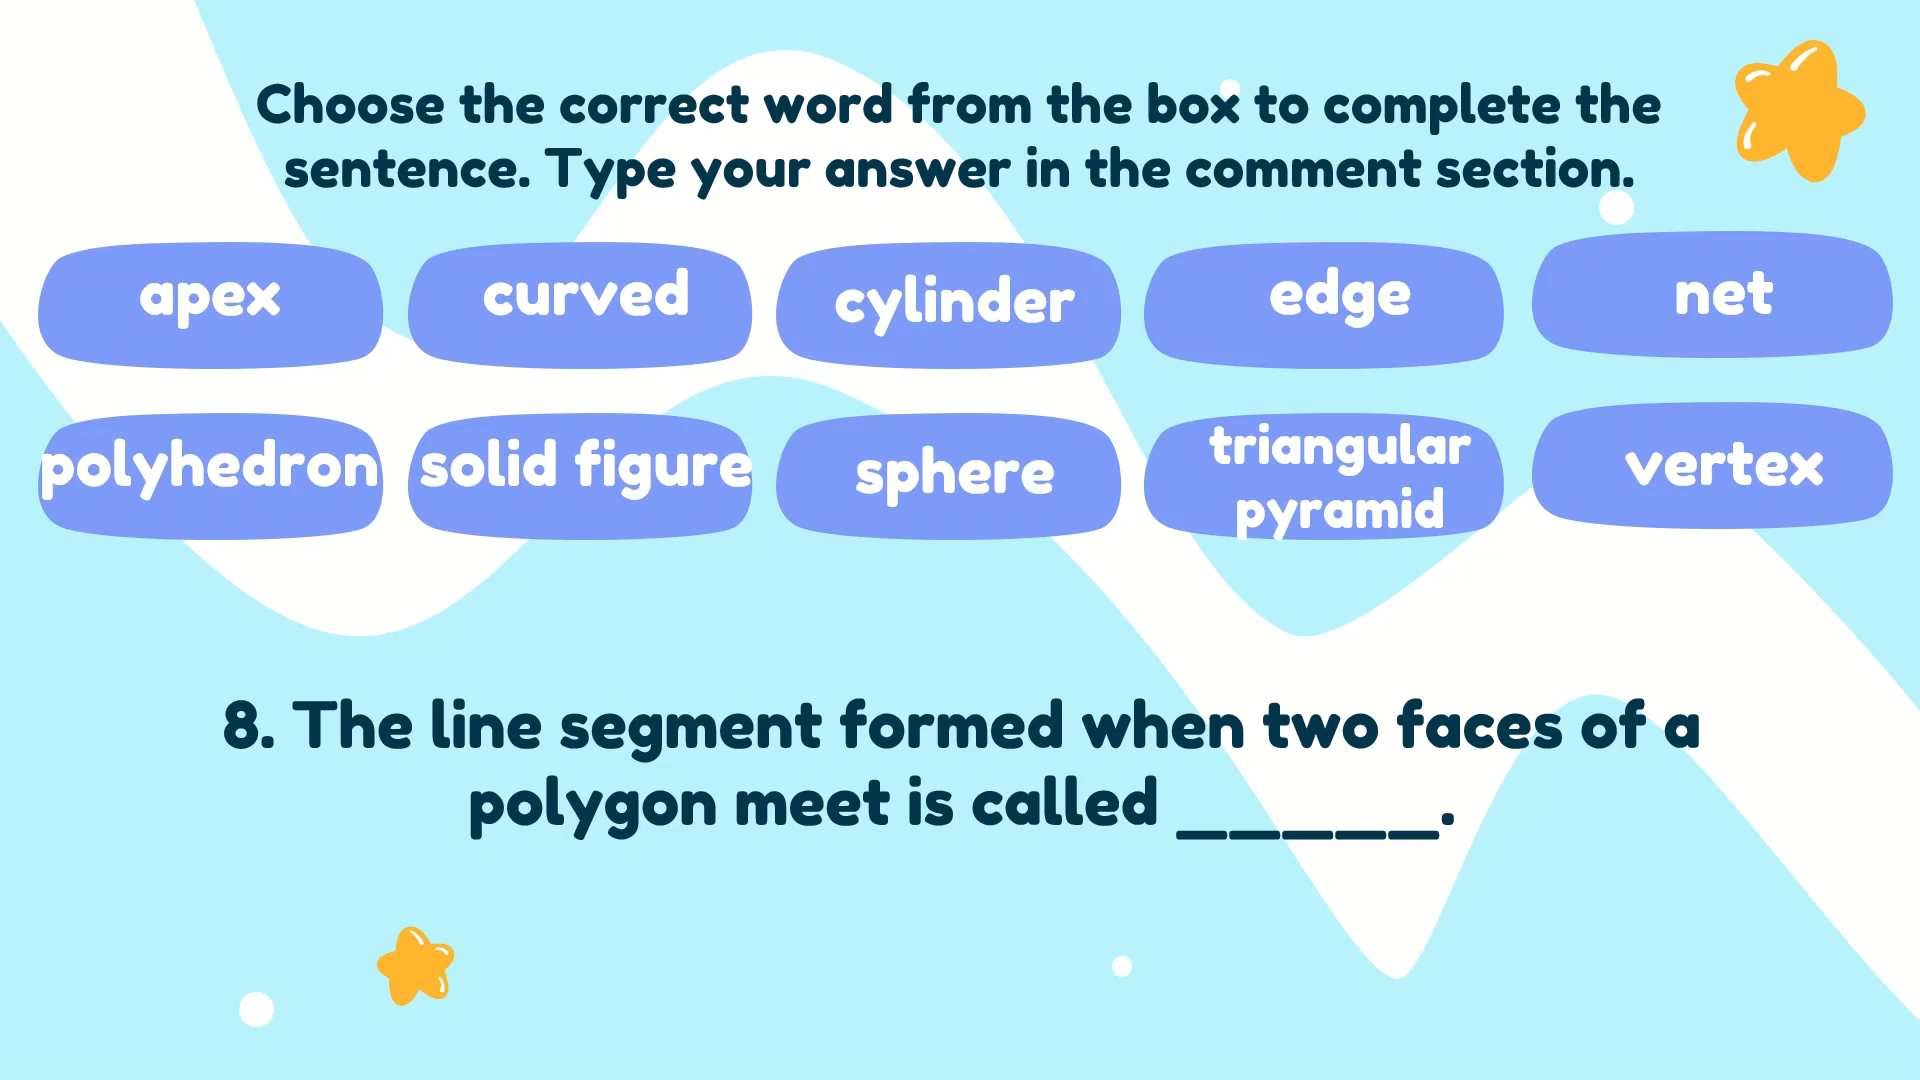 Choose the correct word from the box to complete the
sentence. Type your answer in the comment section.
apex
curved
cylinder
edge
net
polyhedron
solid figure
sphere
triangular
pyramid
vertex
8. The line segment formed when two faces of a
polygon meet is called _____.